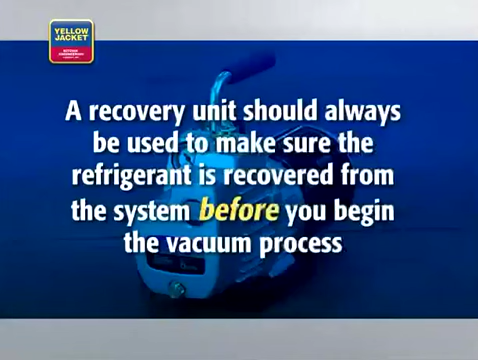 YELLOW
JACKET
A recovery unit should always
be used to make sure the
refrigerant is recovered from
the system before you begin
the vacuum process